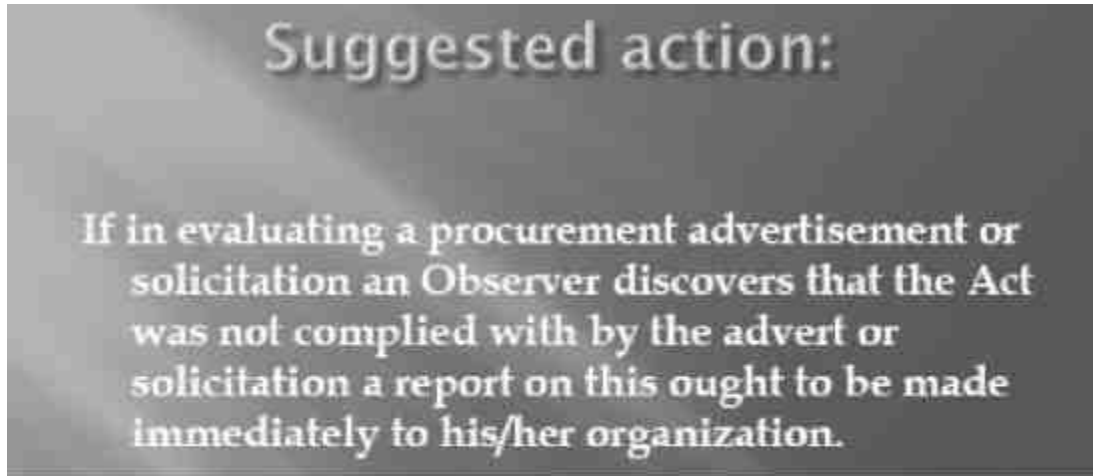 Suggested action:
If in evaluating a procurement advertisement or
solicitation an Observer discovers that the Act
was not complied with by the advert or
solicitation a report on this ought to be made
immediately to his/her organization.